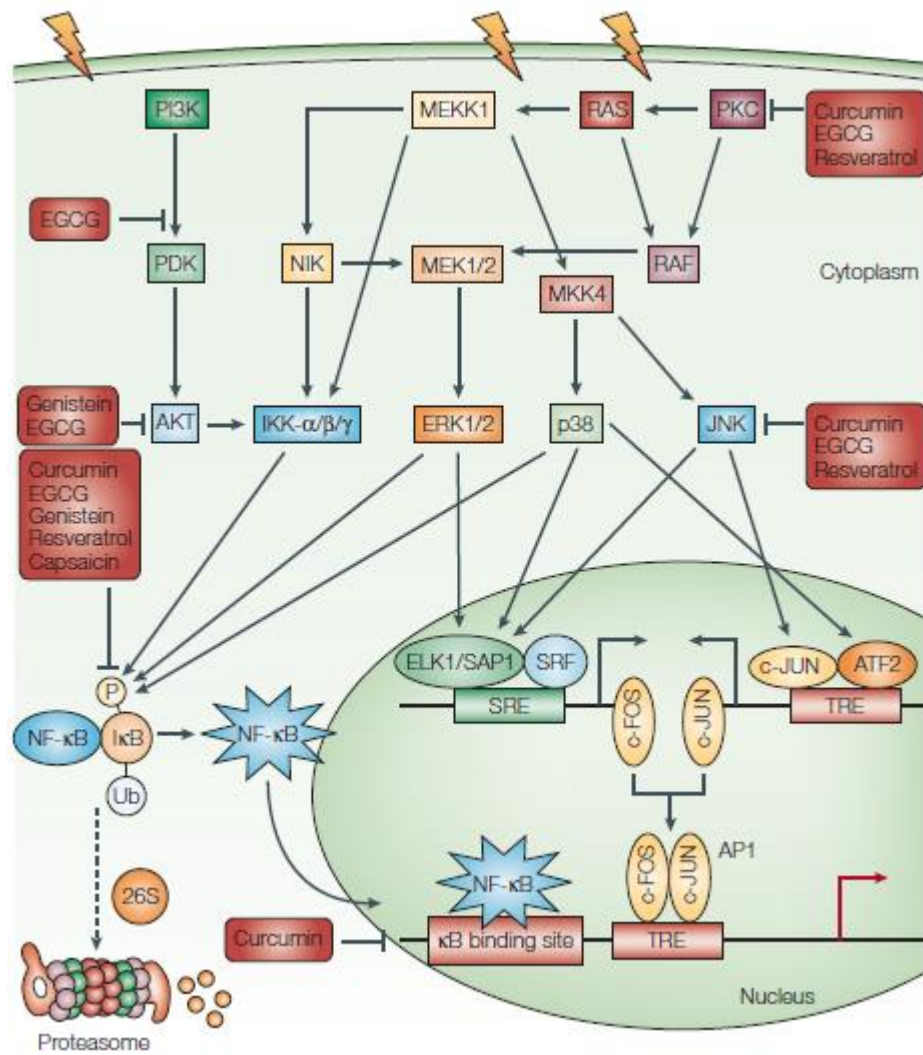 PI3K
MEKK1
RAS
PKC
Curcumin
EGCG
Resveratrol
EGCG
PDK
NIK
MEK1/2
RAF
MKK4
Cytoplasm
Genistein
EGCG
AKT
IKK-α/β/γ
ERK1/2
p38
JNK
Curcumin
EGCG
Resveratrol
Curcumin
EGCG
Genistein
Resveratrol
Capsaicin
P
NF-κB
IκB
Ub
NF-κB
ELK1/SAP1
SRF
SRE
c-FOS
c-JUN
c-JUN
ATF2
TRE
26S
Proteasome
Curcumin
NF-κB
κB binding site
c-FOS
c-JUN
AP1
TRE
Nucleus